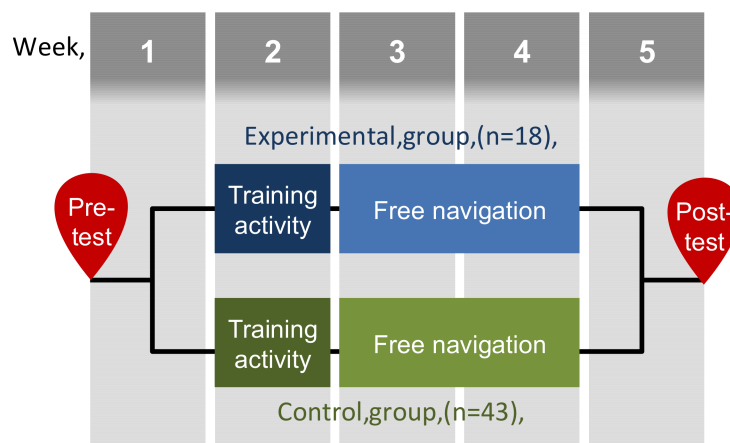 Week, 1 2 3 4 5
Experimental,group,(n=18),
Pre-
test
Training
activity
Free navigation
Post-
test
Training
activity
Free navigation
Control,group,(n=43),